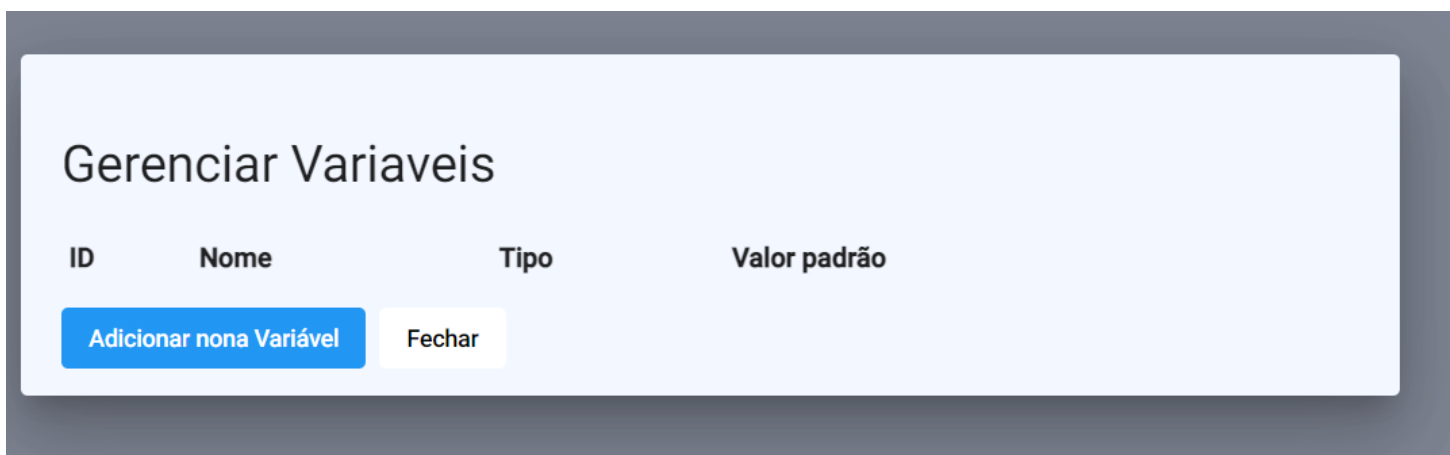 Gerenciar Variaveis
ID Nome Tipo Valor padrão
Adicionar nona Variável Fechar